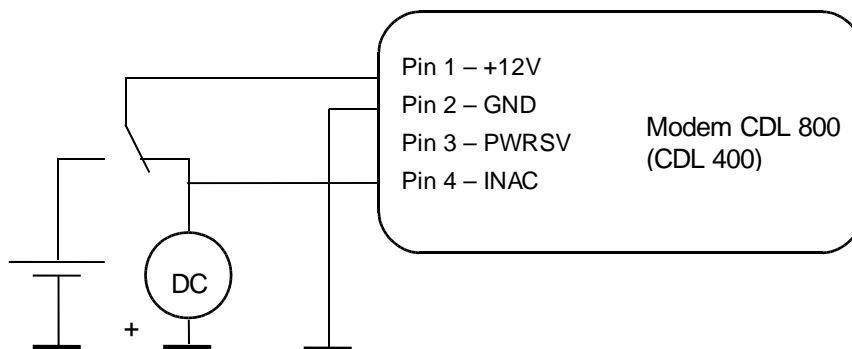 Pin 1 – +12V
Pin 2 – GND
Pin 3 – PWRSV
Pin 4 – INAC
Modem CDL 800
(CDL 400)
DC
+